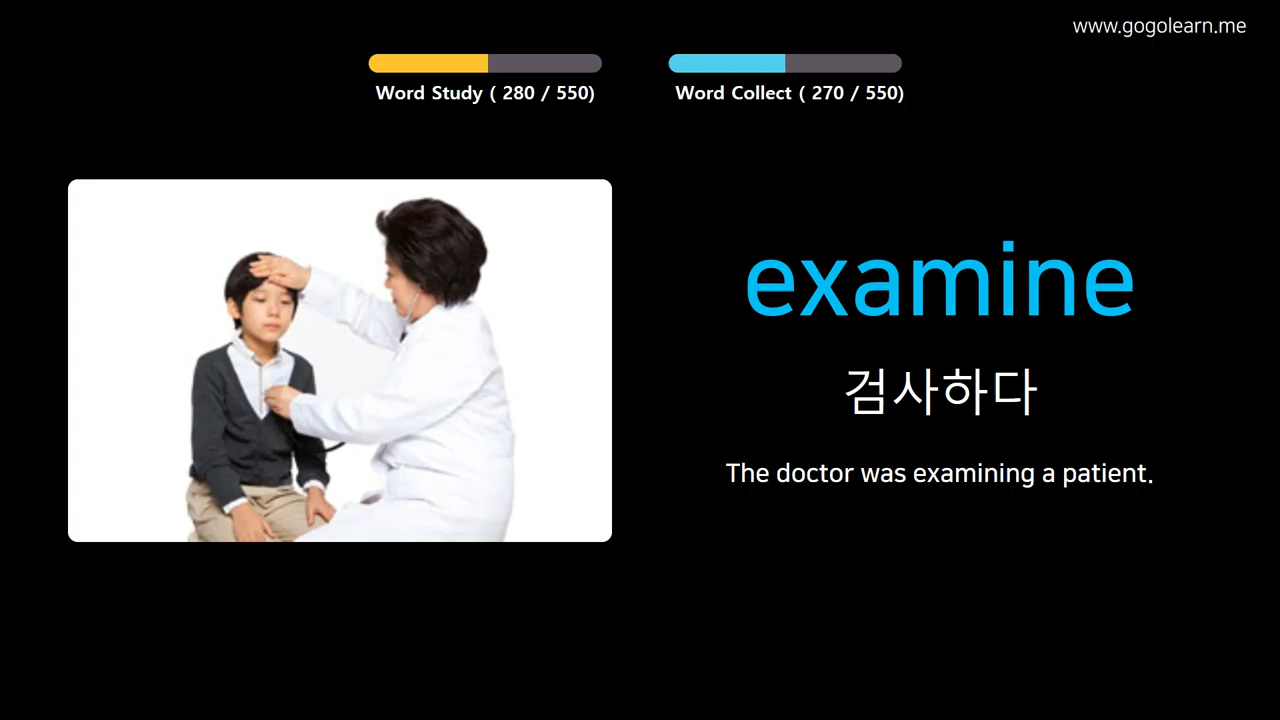 www.gogolearn.me
Word Study ( 280 / 550)
Word Collect ( 270 / 550)
examine
검사하다
The doctor was examining a patient.